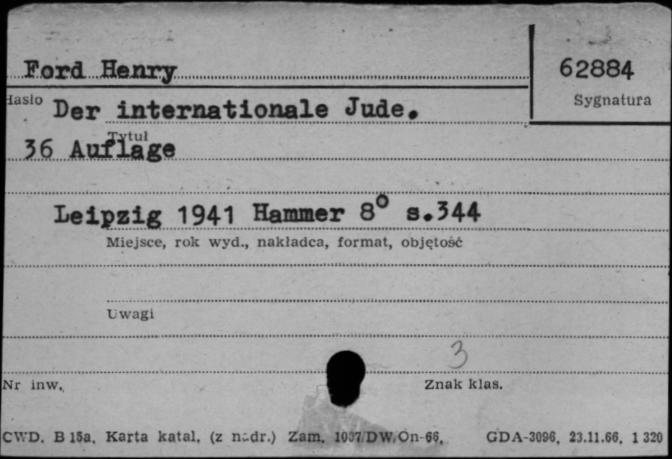 Ford Henry
62884
Hasło
Sygnatura
Der internationale Jude.
Tytuł
36 Auflage
Leipzig 1941 Hammer 8° s.344
Miejsce, rok wyd., nakładca, format, objętość
Uwagi
3
Nr inw.
Znak klas.
CWD. B 15a. Karta katal. (z nadr.) Zam. 1037/DW/On-66. GDA-3096, 23.11.66, 1 320